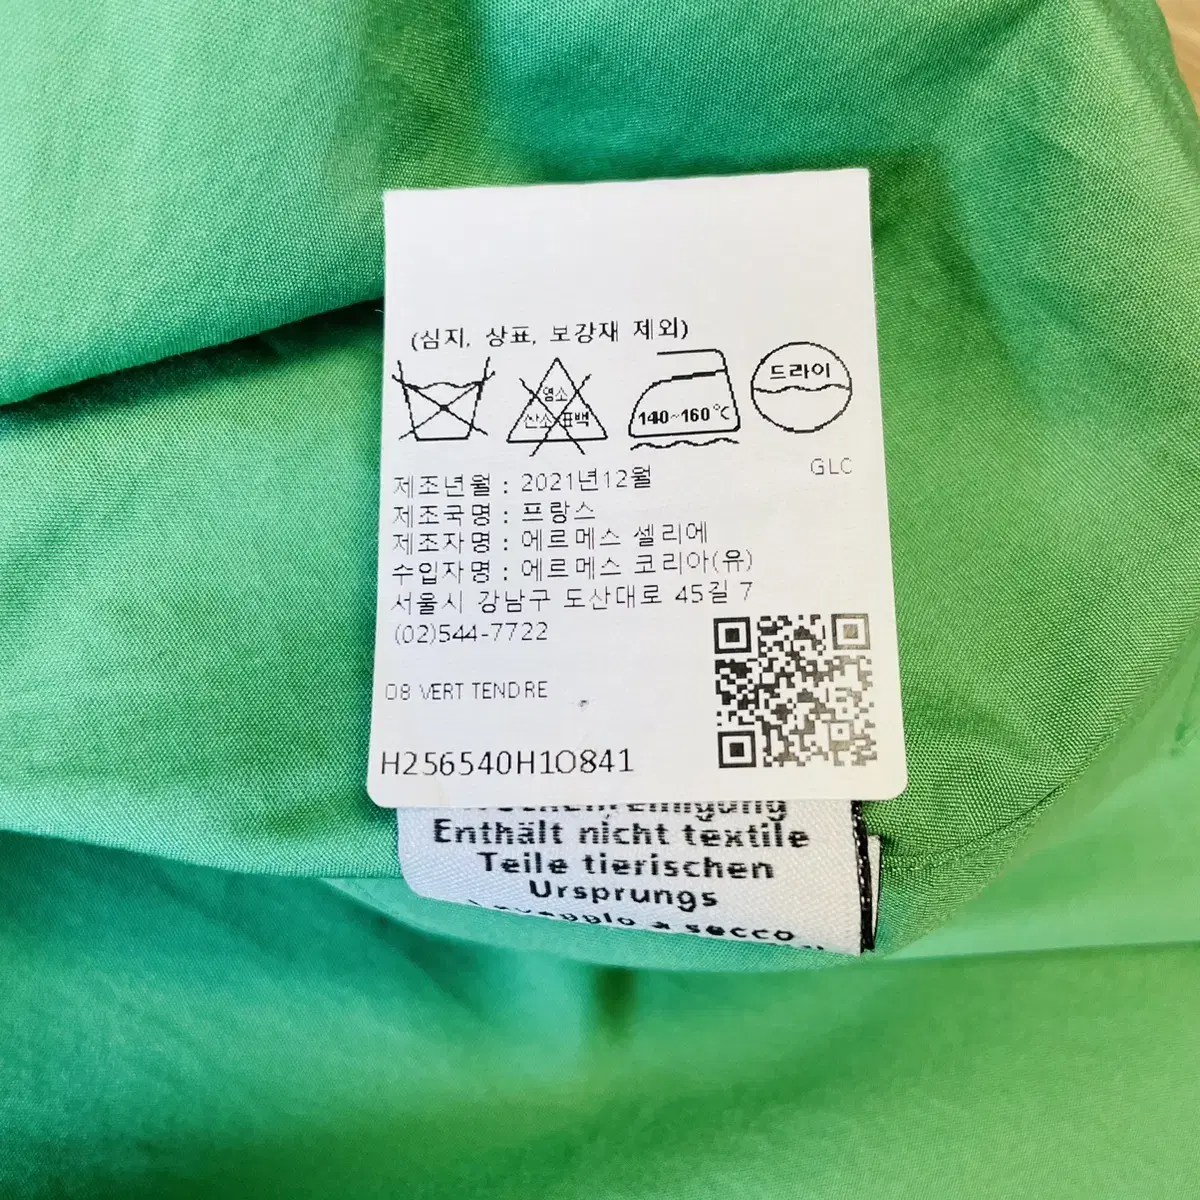 (심지, 상표, 보강재 제외)
염소
산소 표백
140~160℃
드라이
GLC
제조년월 : 2021년12월
제조국명 : 프랑스
제조자명 : 에르메스 셀리에
수입자명 : 에르메스 코리아(유)
서울시 강남구 도산대로 45길 7
(02)544-7722
08 VERT TENDRE
H256540H10841
Enthält nicht textile
Teile tierischen
Ursprungs
a secco